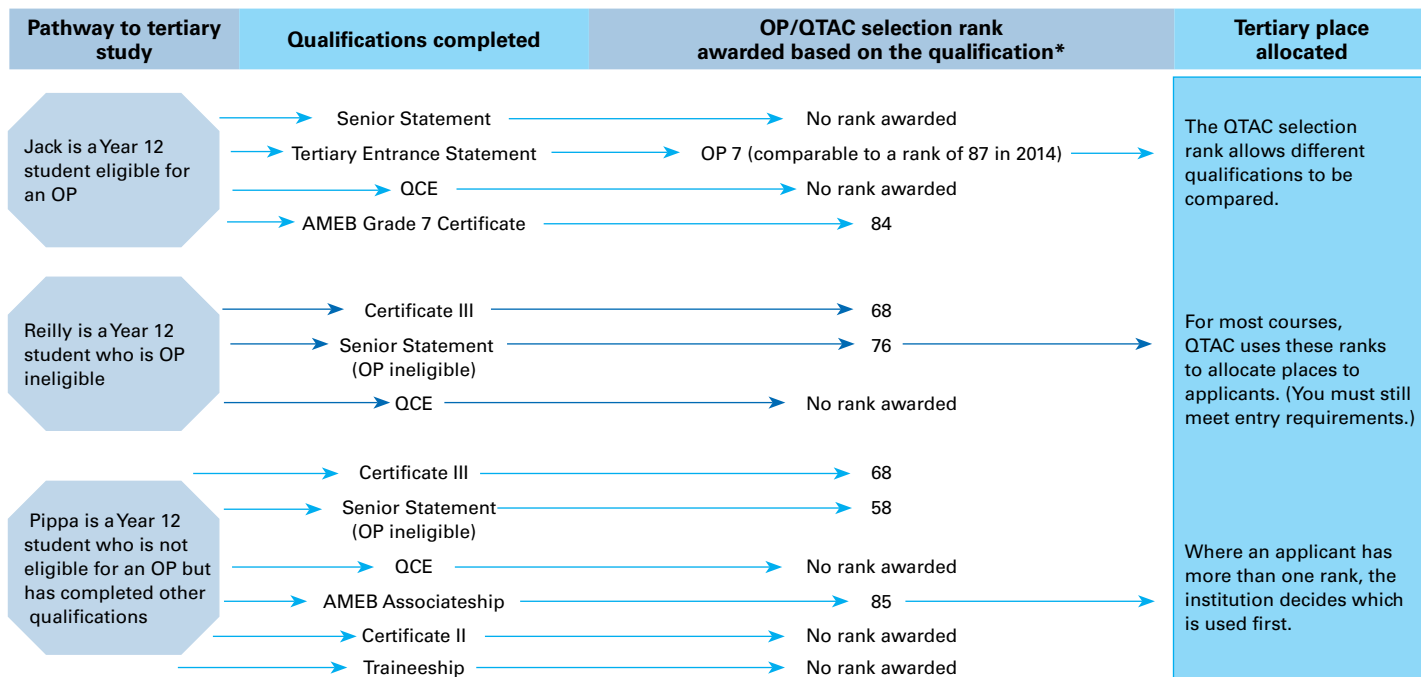 Pathway to tertiary
study
Qualifications completed
OP/QTAC selection rank
awarded based on the qualification*
Tertiary place
allocated
Jack is a Year 12
student eligible for
an OP
Senior Statement
No rank awarded
Tertiary Entrance Statement
OP 7 (comparable to a rank of 87 in 2014)
QCE
No rank awarded
AMEB Grade 7 Certificate
84
The QTAC selection
rank allows different
qualifications to be
compared.
Reilly is a Year 12
student who is OP
ineligible
Certificate III
68
Senior Statement
(OP ineligible)
76
QCE
No rank awarded
For most courses,
QTAC uses these ranks
to allocate places to
applicants. (You must still
meet entry requirements.)
Pippa is a Year 12
student who is not
eligible for an OP but
has completed other
qualifications
Certificate III
68
Senior Statement
(OP ineligible)
58
QCE
No rank awarded
AMEB Associateship
85
Certificate II
No rank awarded
Traineeship
No rank awarded
Where an applicant has
more than one rank, the
institution decides which
is used first.